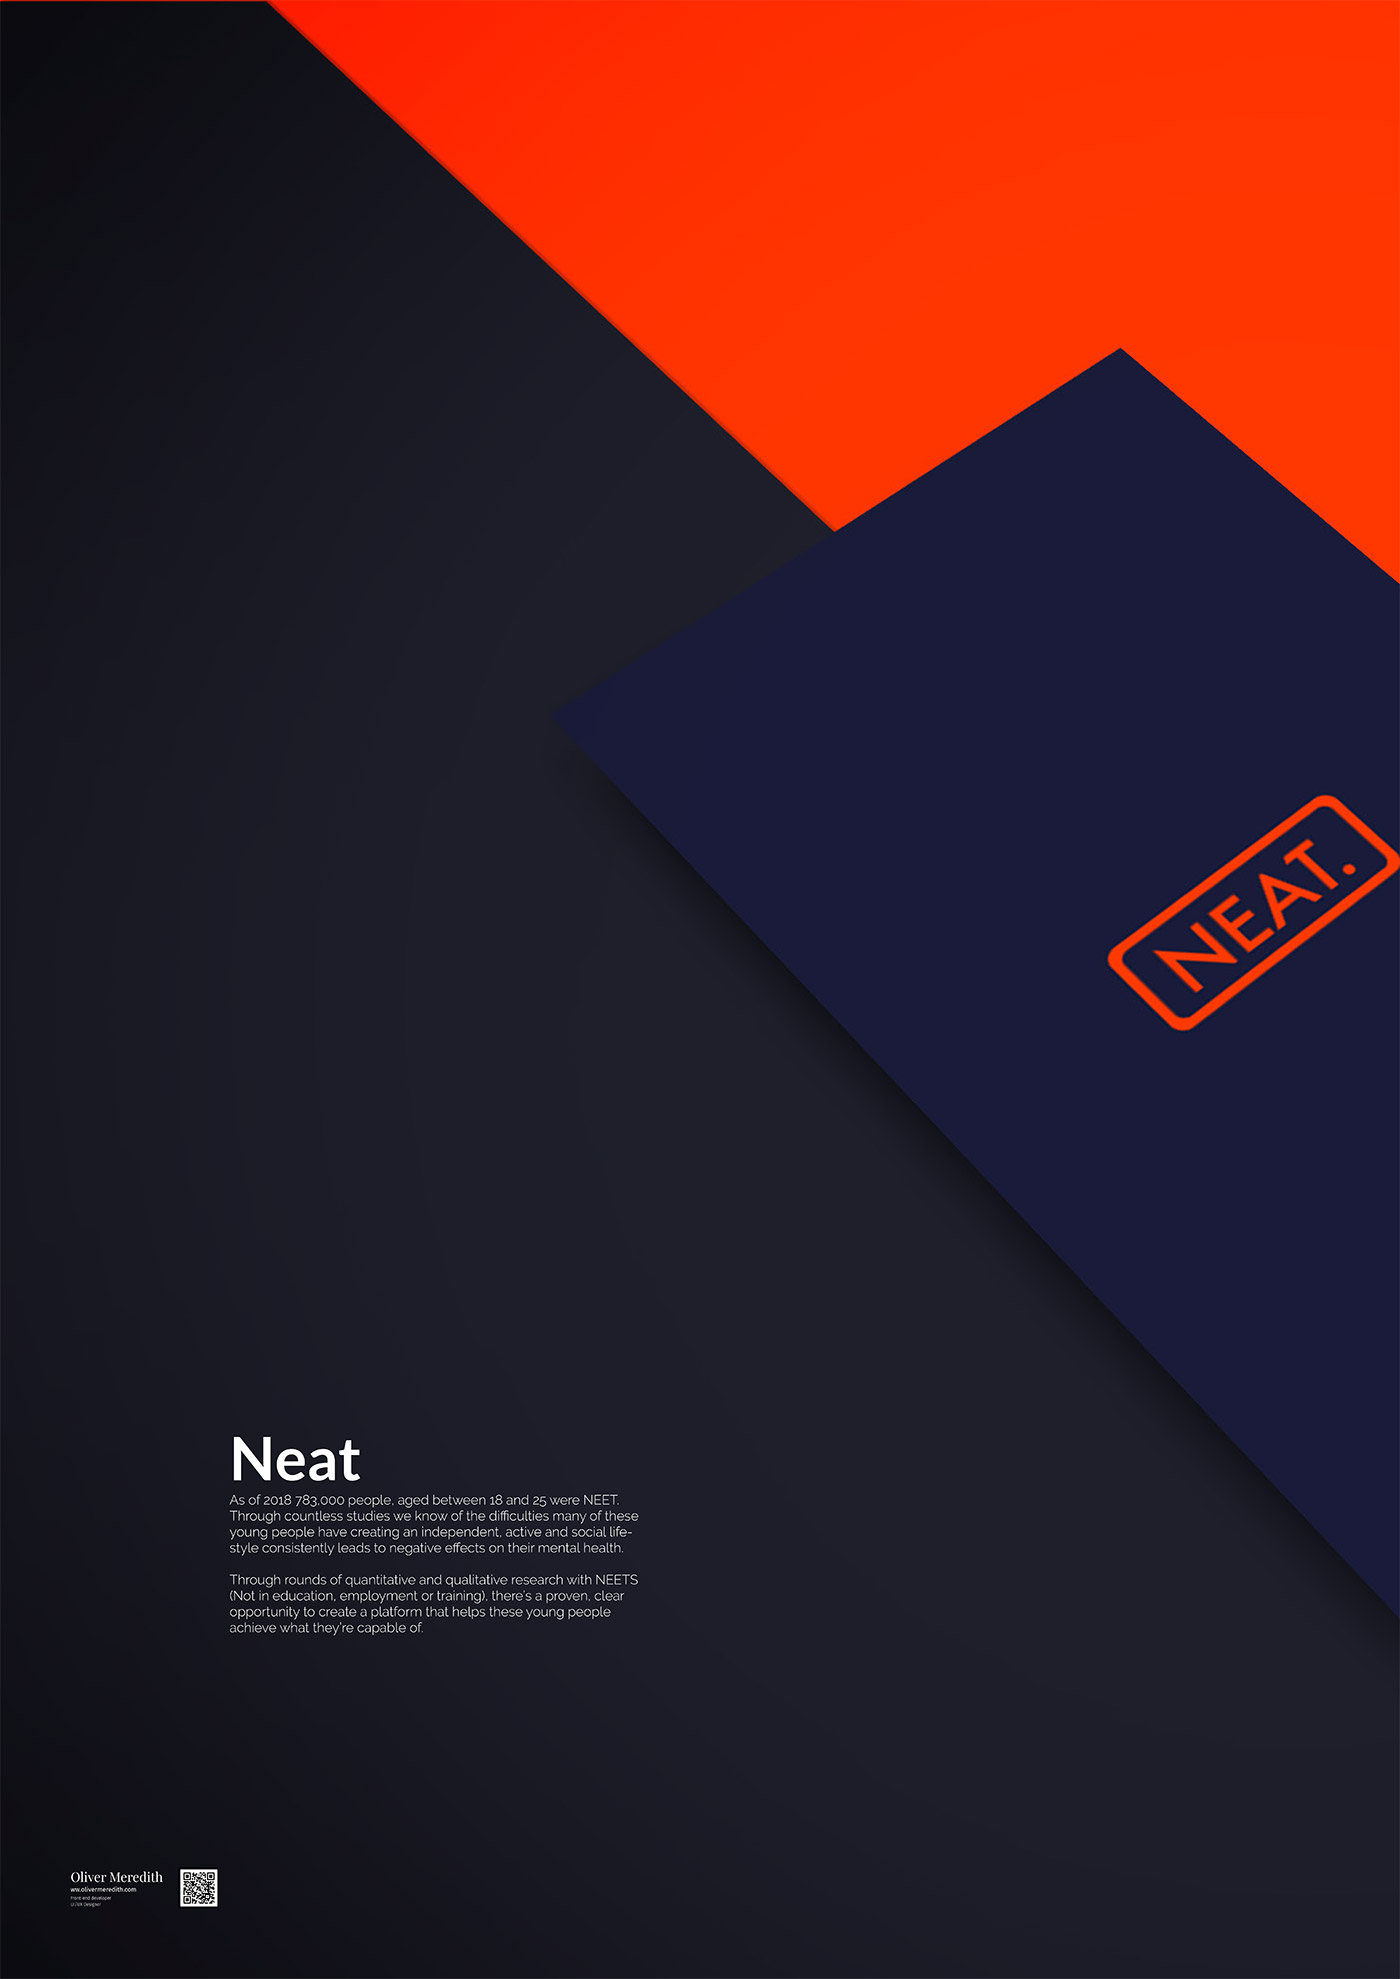 NEAT.
Neat
As of 2018 783,000 people, aged between 18 and 25 were NEET.
Through countless studies we know of the difficulties many of these
young people have creating an independent, active and social life-
style consistently leads to negative effects on their mental health.
Through rounds of quantitative and qualitative research with NEETS
(Not in education, employment or training), there's a proven, clear
opportunity to create a platform that helps these young people
achieve what they're capable of.
Oliver Meredith
ww.olivermeredith.com
Front end developer
UI/UX Designer